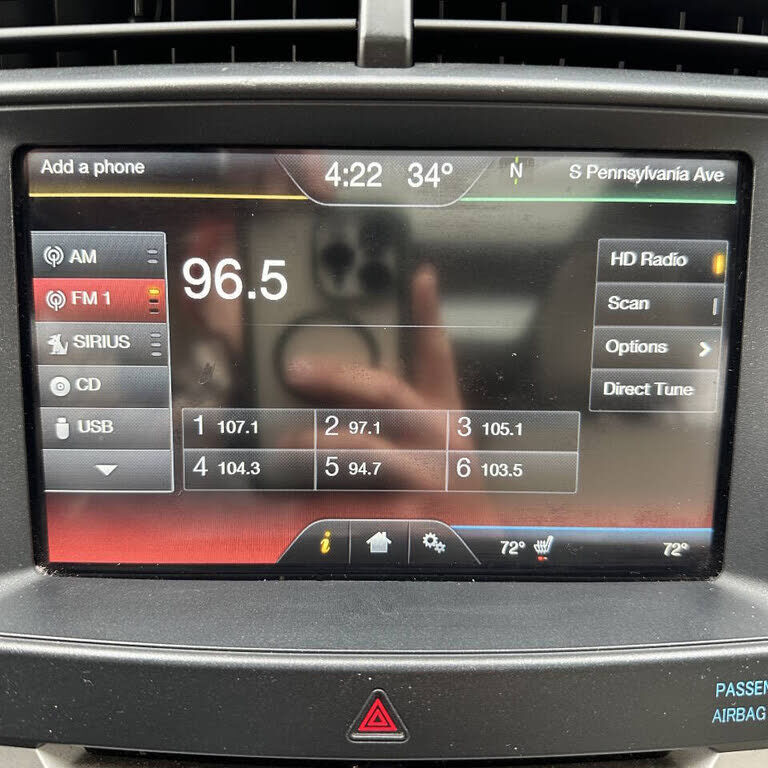 Add a phone
4:22 34° N S Pennsylvania Ave
AM
FM 1
SIRIUS
CD
USB
96.5
HD Radio
Scan
Options
Direct Tune
1 107.1 2 97.1 3 105.1
4 104.3 5 94.7 6 103.5
i
72° 72°
PASSEN
AIRBAG